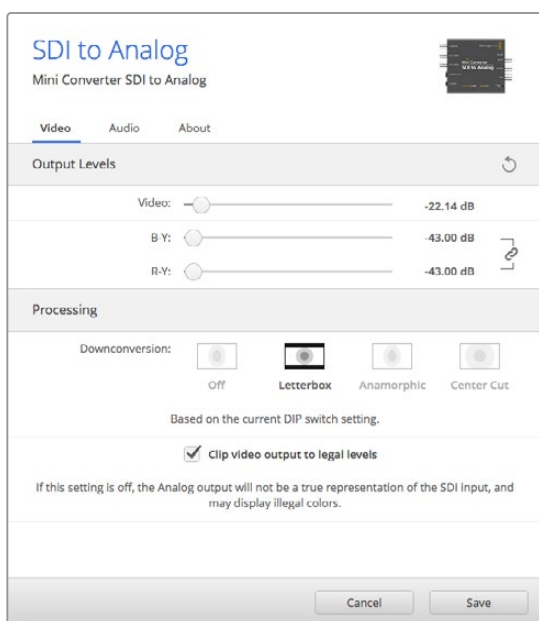 SDI to Analog
Mini Converter SDI to Analog
Video Audio About
Output Levels
Video: -22.14 dB
B-Y: -43.00 dB
R-Y: -43.00 dB
Processing
Downconversion:
Off Letterbox Anamorphic Center Cut
Based on the current DIP switch setting.
Clip video output to legal levels
If this setting is off, the Analog output will not be a true representation of the SDI input, and
may display illegal colors.
Cancel Save